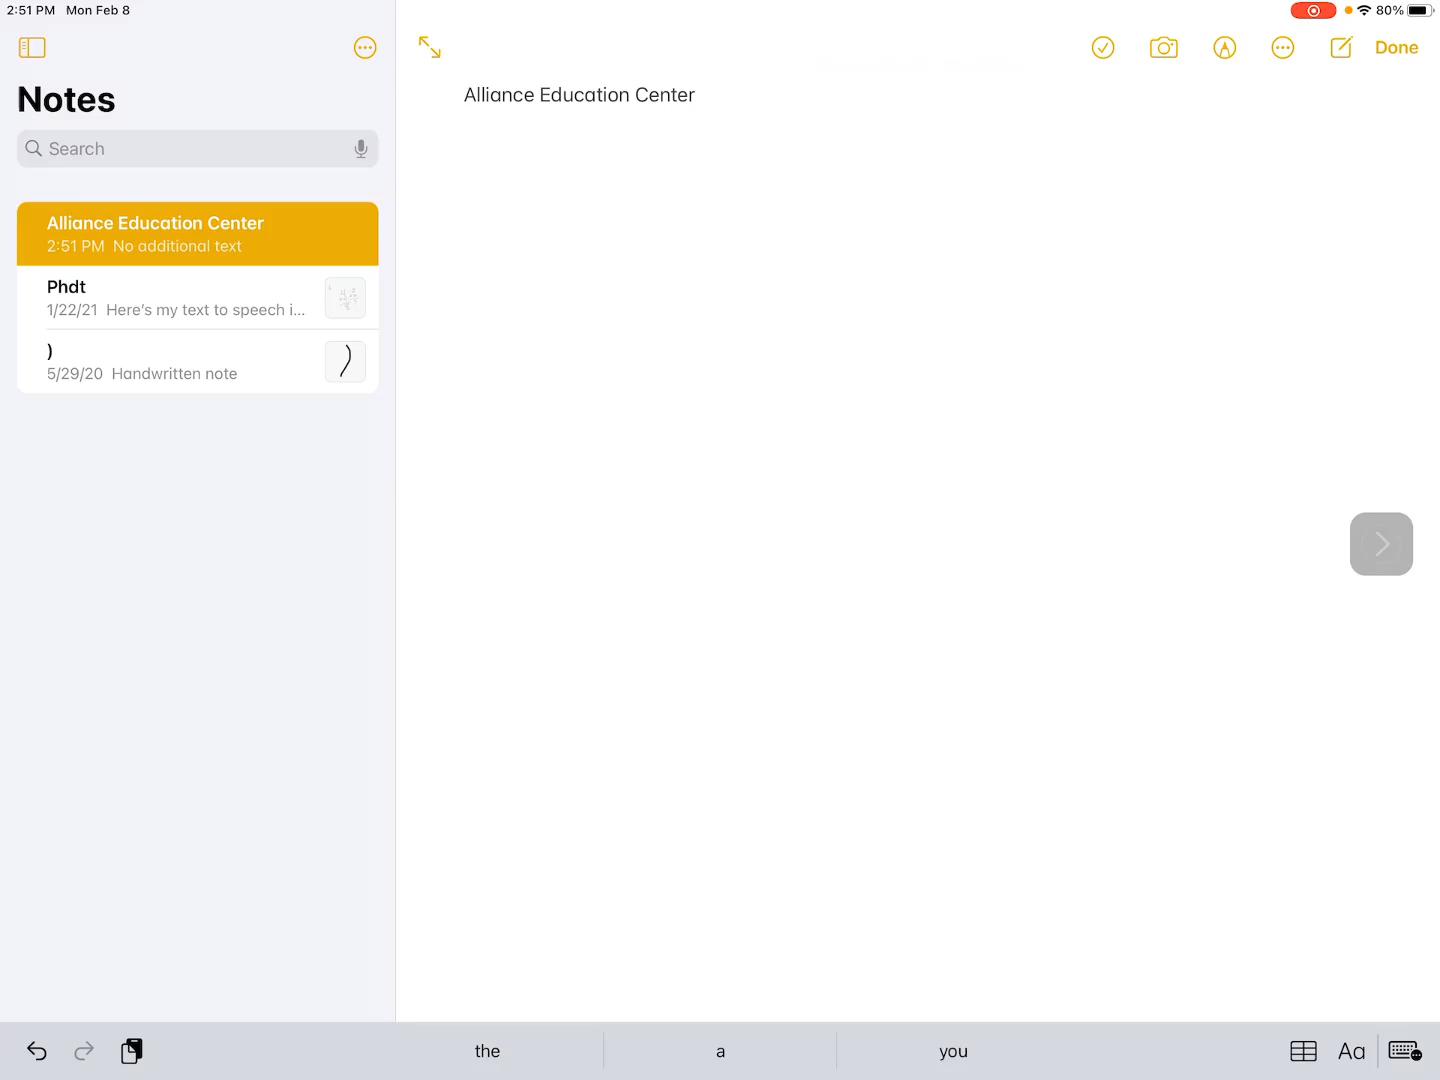 2:51 PM Mon Feb 8
80%
Done
Notes
Search
Alliance Education Center
2:51 PM No additional text
Phdt
1/22/21 Here's my text to speech i...
)
5/29/20 Handwritten note
Alliance Education Center
the
a
you
Aa